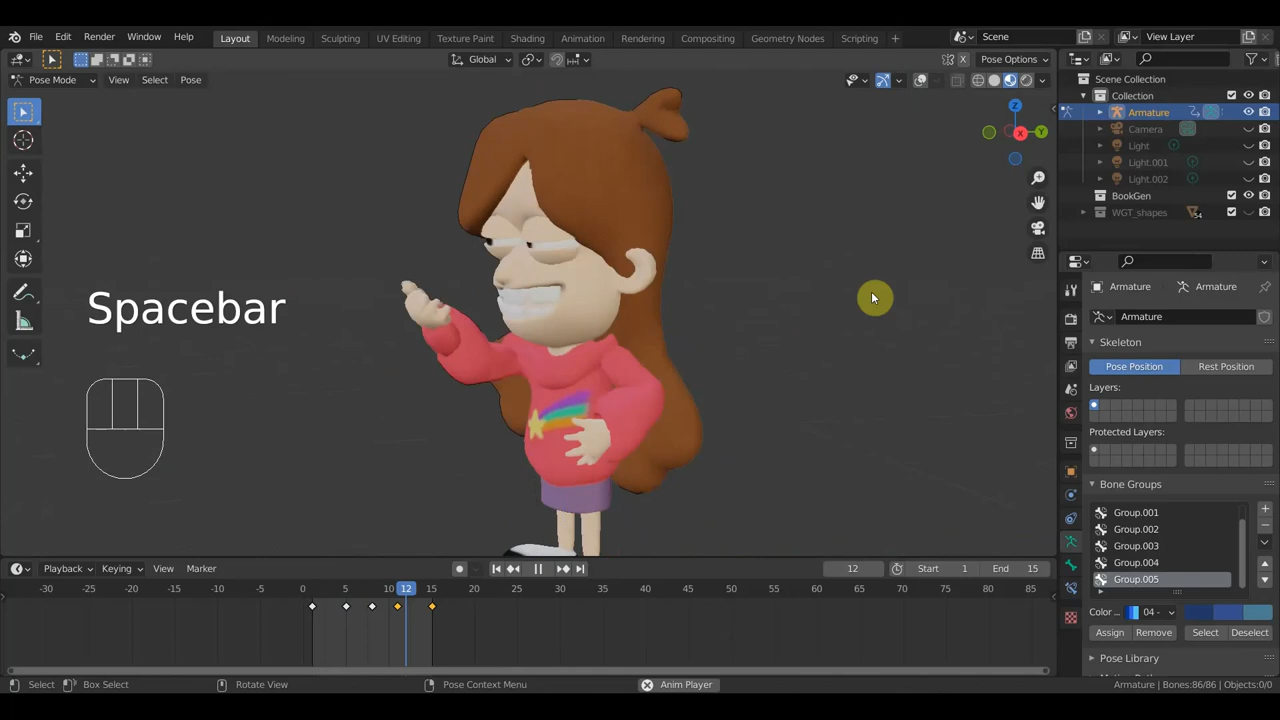 File Edit Render Window Help Layout Modeling Sculpting UV Editing Texture Paint Shading Animation Rendering Compositing Geometry Nodes Scripting + Scene View Layer
Global Pose Options
Pose Mode View Select Pose
Z
X
Y
Scene Collection
Collection
Armature
Camera
Light
Light.001
Light.002
BookGen
WGT_shapes 54
Spacebar
Armature Armature
Armature
Skeleton
Pose Position Rest Position
Layers:
Protected Layers:
Bone Groups
Group.001
Group.002
Group.003
Group.004
Group.005
Color ... 04 -
Assign Remove Select Deselect
Pose Library
Playback Keying View Marker 12 Start 1 End 15
-30 -25 -20 -15 -10 -5 0 5 10 12 15 20 25 30 35 40 45 50 55 60 65 70 75 80 85
Select Box Select Rotate View Pose Context Menu Anim Player Armature | Bones:86/86 | Objects:0/0